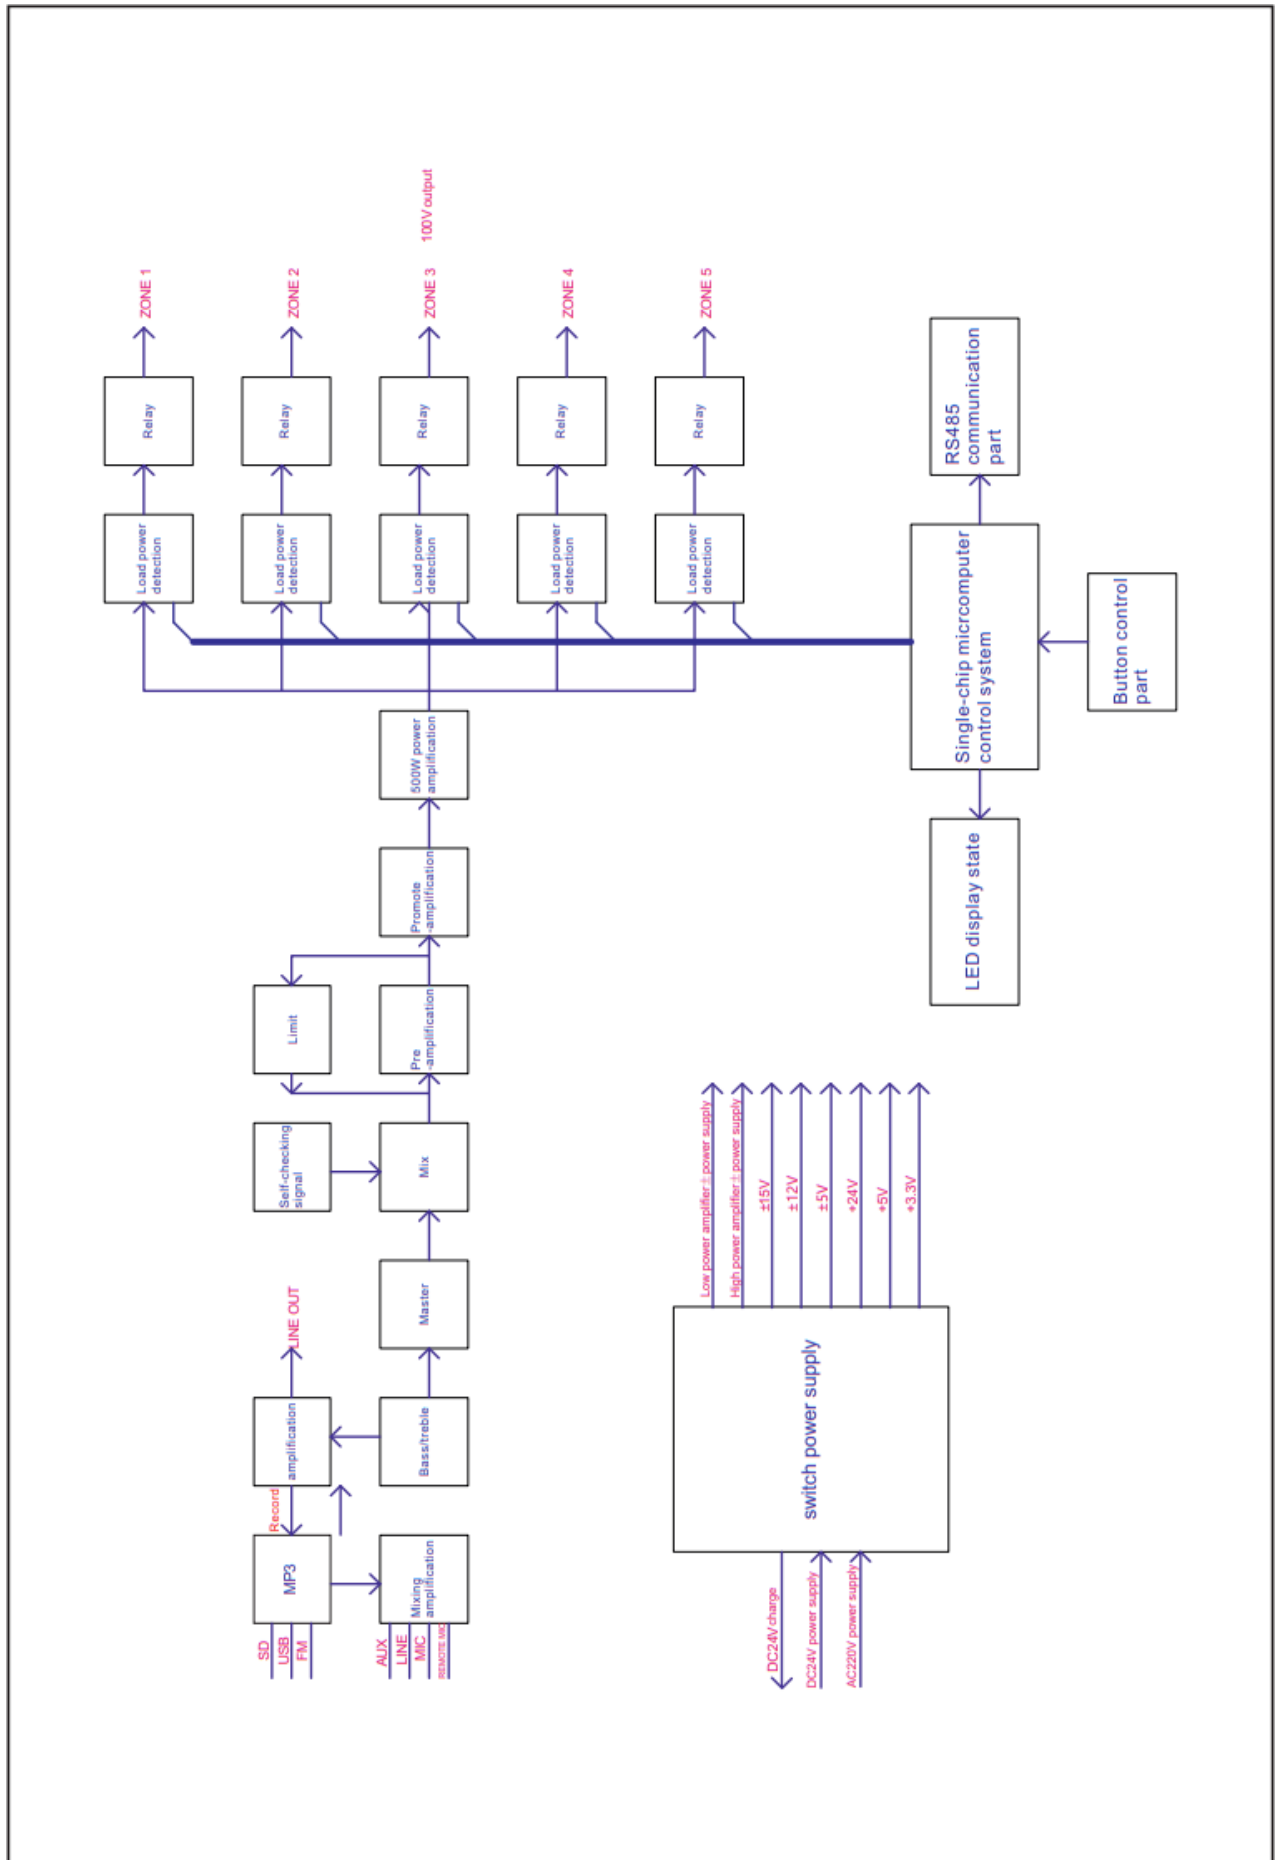 SD
USB
FM
MP3
Record
amplification
LINE OUT
AUX
LINE
MIC
REMOTE MIC
Mixing
amplification
Bass/treble
Master
Self-checking
signal
Mix
Limit
Pre
-amplification
Promote
-amplification
500W power
amplification
Load power
detection
Relay
ZONE 1
Load power
detection
Relay
ZONE 2
Load power
detection
Relay
ZONE 3
100V output
Load power
detection
Relay
ZONE 4
Load power
detection
Relay
ZONE 5
DC24V charge
DC24V power supply
AC220V power supply
switch power supply
Low power amplifier ± power supply
High power amplifier ± power supply
±15V
±12V
±5V
+24V
+5V
+3.3V
LED display state
Single-chip micrcomputer
control system
RS485
communication
part
Button control
part